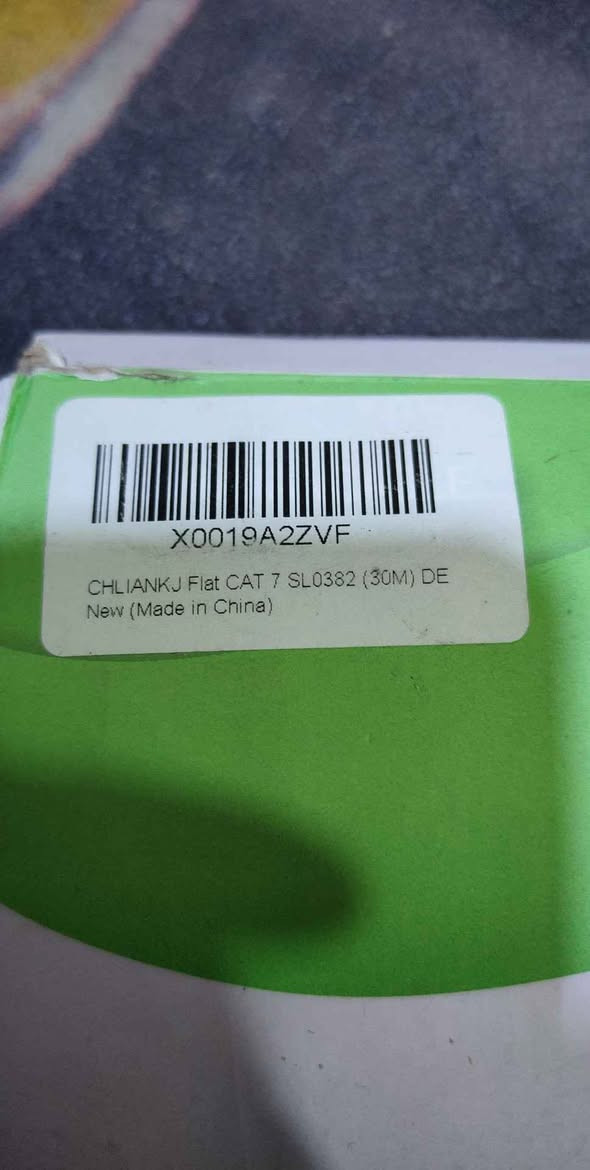 X0019A2ZVF
CHLIANKJ Flat CAT 7 SL0382 (30M) DE
New (Made in China)